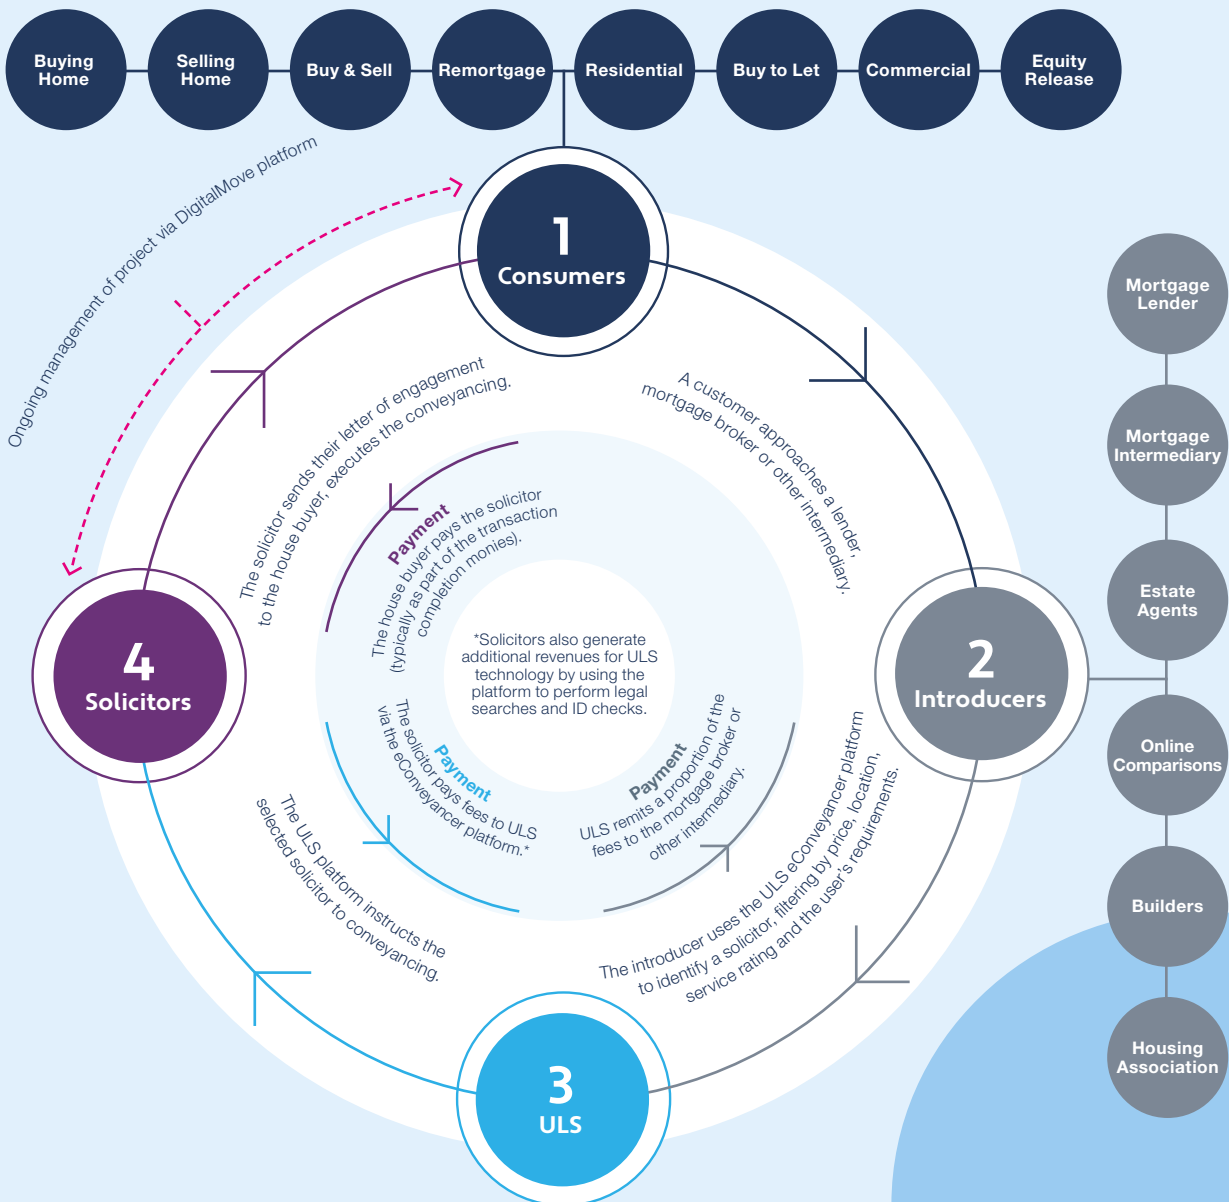 Buying
Home
Selling
Home
Buy & Sell
Remortgage
Residential
Buy to Let
Commercial
Equity
Release
Ongoing management of project via DigitalMove platform
1
Consumers
A customer approaches a lender,
mortgage broker or other intermediary.
Mortgage
Lender
Mortgage
Intermediary
Estate
Agents
Online
Comparisons
Builders
Housing
Association
2
Introducers
The introducer uses the ULS eConveyancer platform
to identify a solicitor, filtering by price, location,
service rating and the user's requirements.
3
ULS
The ULS platform instructs the
selected solicitor to conveyancing.
4
Solicitors
The solicitor sends their letter of engagement
to the house buyer, executes the conveyancing.
Payment
The house buyer pays the solicitor
(typically as part of the transaction
completion monies).
Payment
The solicitor pays fees to ULS
via the eConveyancer platform.*
Payment
ULS remits a proportion of the
fees to the mortgage broker or
other intermediary.
*Solicitors also generate
additional revenues for ULS
technology by using the
platform to perform legal
searches and ID checks.